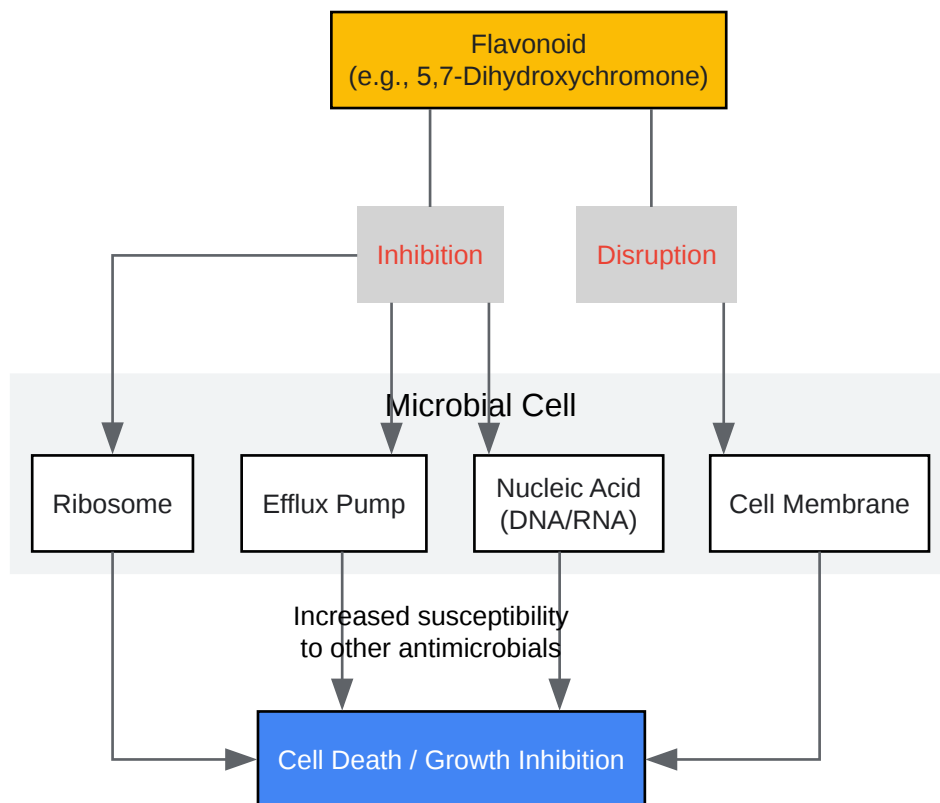 Flavonoid
(e.g., 5,7-Dihydroxychromone)
Inhibition
Disruption
Microbial Cell
Ribosome
Efflux Pump
Nucleic Acid
(DNA/RNA)
Cell Membrane
Increased susceptibility
to other antimicrobials
Cell Death / Growth Inhibition